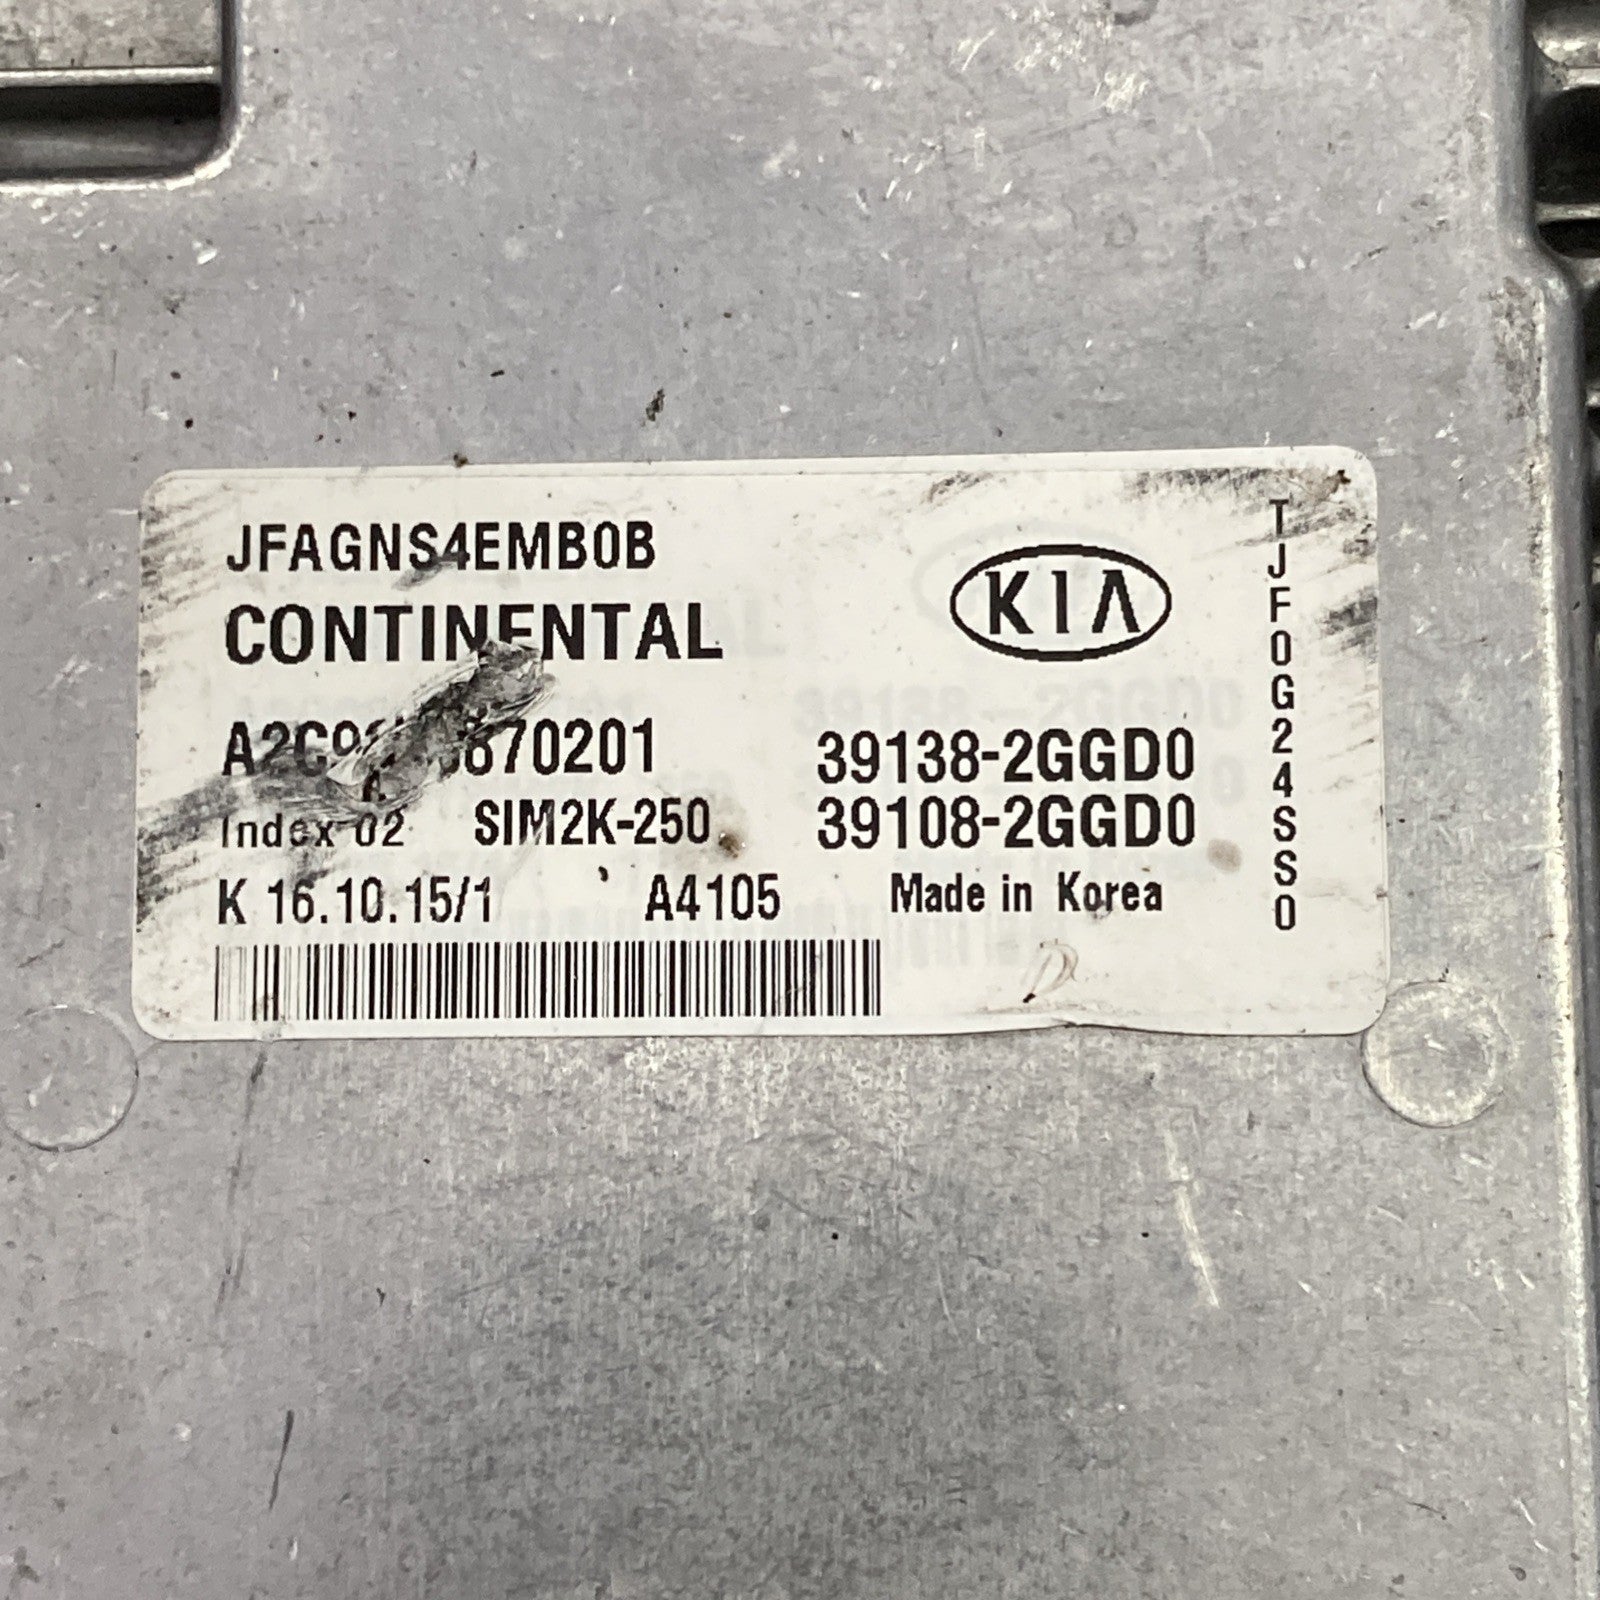 JFAGNS4EMB0B
CONTINENTAL
KIA
39138-2GGD0
Index 02 SIM2K-250 39108-2GGD0
K 16.10.15/1 A4105 Made in Korea
TJF0G24SS0